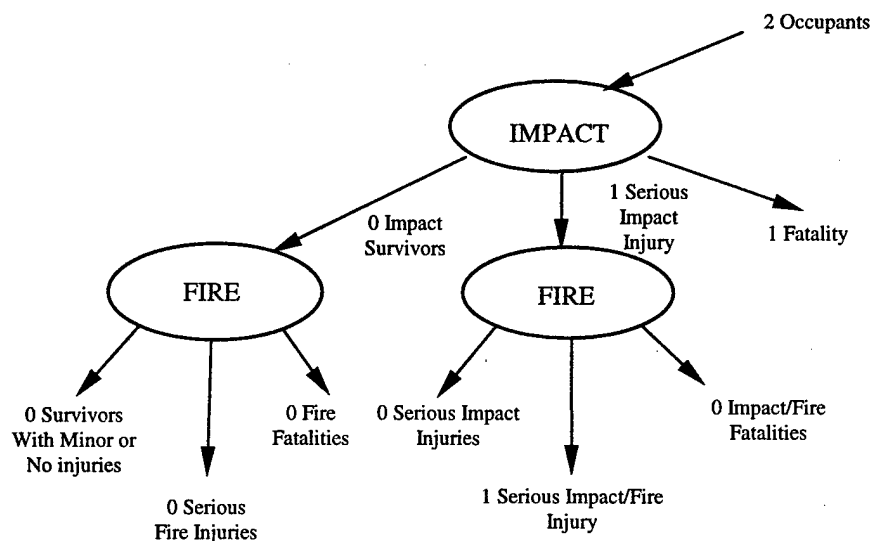 2 Occupants
IMPACT
0 Impact
Survivors
1 Serious
Impact
Injury
1 Fatality
FIRE
FIRE
0 Survivors
With Minor or
No injuries
0 Serious
Fire Injuries
0 Fire
Fatalities
0 Serious Impact
Injuries
1 Serious Impact/Fire
Injury
0 Impact/Fire
Fatalities